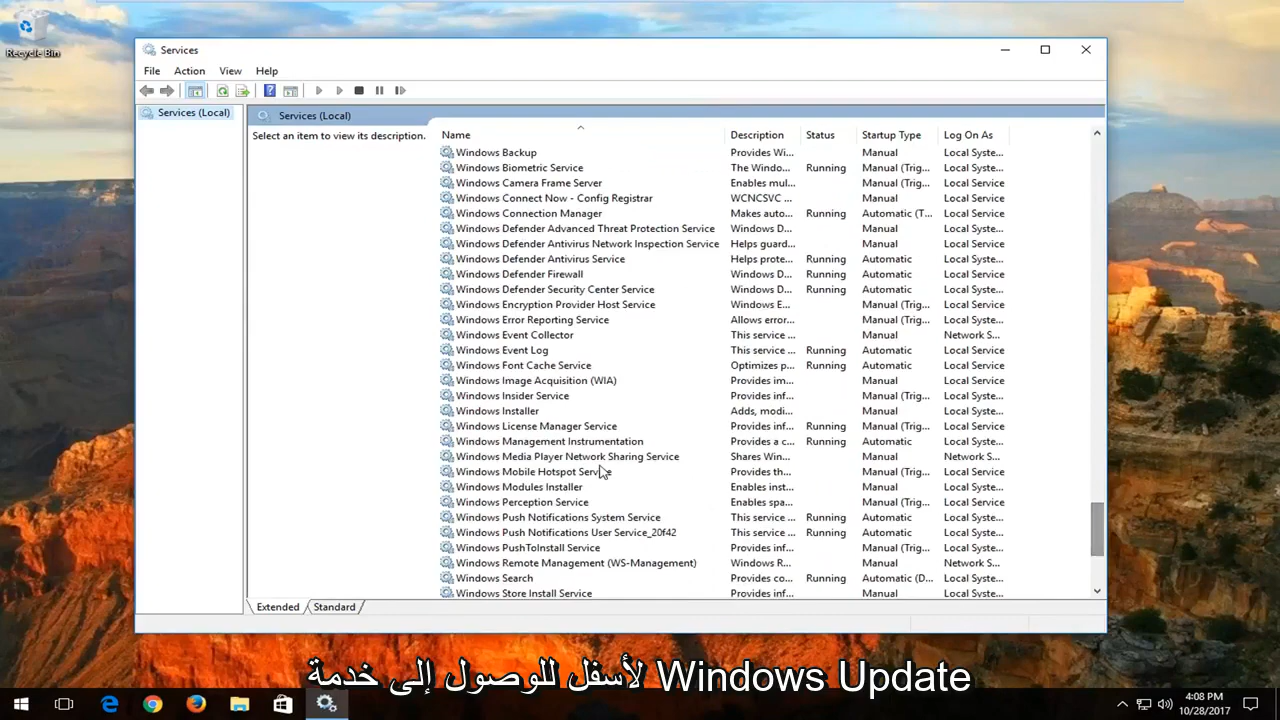 Recycle Bin
Services
File Action View Help
Services (Local)
Services (Local)
Select an item to view its description.
Name Description Status Startup Type Log On As
Windows Backup Provides Wi... Manual Local Syste...
Windows Biometric Service The Windo... Running Manual (Trig... Local Syste...
Windows Camera Frame Server Enables mul... Manual (Trig... Local Service
Windows Connect Now - Config Registrar WCNCSVC ... Manual Local Service
Windows Connection Manager Makes auto... Running Automatic (T... Local Service
Windows Defender Advanced Threat Protection Service Windows D... Manual Local Syste...
Windows Defender Antivirus Network Inspection Service Helps guard... Manual Local Service
Windows Defender Antivirus Service Helps prote... Running Automatic Local Syste...
Windows Defender Firewall Windows D... Running Automatic Local Service
Windows Defender Security Center Service Windows D... Running Automatic Local Syste...
Windows Encryption Provider Host Service Windows E... Manual (Trig... Local Service
Windows Error Reporting Service Allows error... Manual (Trig... Local Syste...
Windows Event Collector This service ... Manual Network S...
Windows Event Log This service ... Running Automatic Local Service
Windows Font Cache Service Optimizes p... Running Automatic Local Service
Windows Image Acquisition (WIA) Provides im... Manual Local Service
Windows Insider Service Provides inf... Manual (Trig... Local Syste...
Windows Installer Adds, modi... Manual Local Syste...
Windows License Manager Service Provides inf... Running Manual (Trig... Local Service
Windows Management Instrumentation Provides a c... Running Automatic Local Syste...
Windows Media Player Network Sharing Service Shares Win... Manual Network S...
Windows Mobile Hotspot Service Provides th... Manual (Trig... Local Service
Windows Modules Installer Enables inst... Manual Local Syste...
Windows Perception Service Enables spa... Manual (Trig... Local Service
Windows Push Notifications System Service This service ... Running Automatic Local Syste...
Windows Push Notifications User Service_20f42 This service ... Running Automatic Local Syste...
Windows PushToInstall Service Provides inf... Manual (Trig... Local Syste...
Windows Remote Management (WS-Management) Windows R... Manual Network S...
Windows Search Provides co... Running Automatic (D... Local Syste...
Windows Store Install Service Provides inf... Manual Local Syste...
Extended Standard
لأسفل للوصول إلى خدمة Windows Update
4:08 PM
10/28/2017